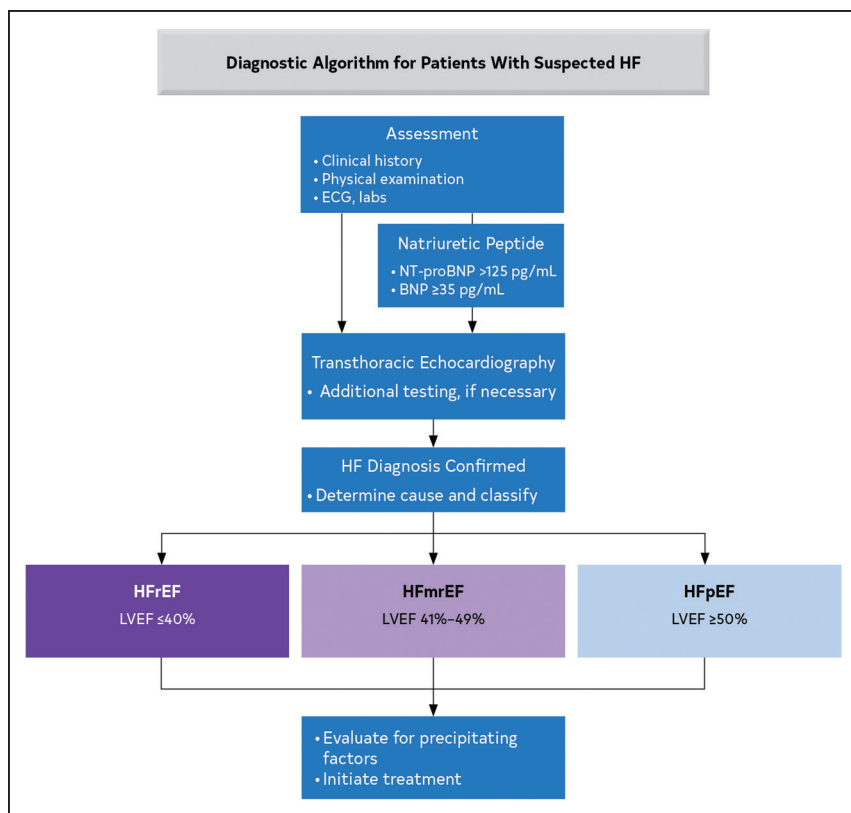 Diagnostic Algorithm for Patients With Suspected HF
Assessment
• Clinical history
• Physical examination
• ECG, labs
Natriuretic Peptide
• NT-proBNP >125 pg/mL
• BNP ≥35 pg/mL
Transthoracic Echocardiography
• Additional testing, if necessary
HF Diagnosis Confirmed
• Determine cause and classify
HFrEF
LVEF ≤40%
HFmrEF
LVEF 41%–49%
HFpEF
LVEF ≥50%
• Evaluate for precipitating
factors
• Initiate treatment